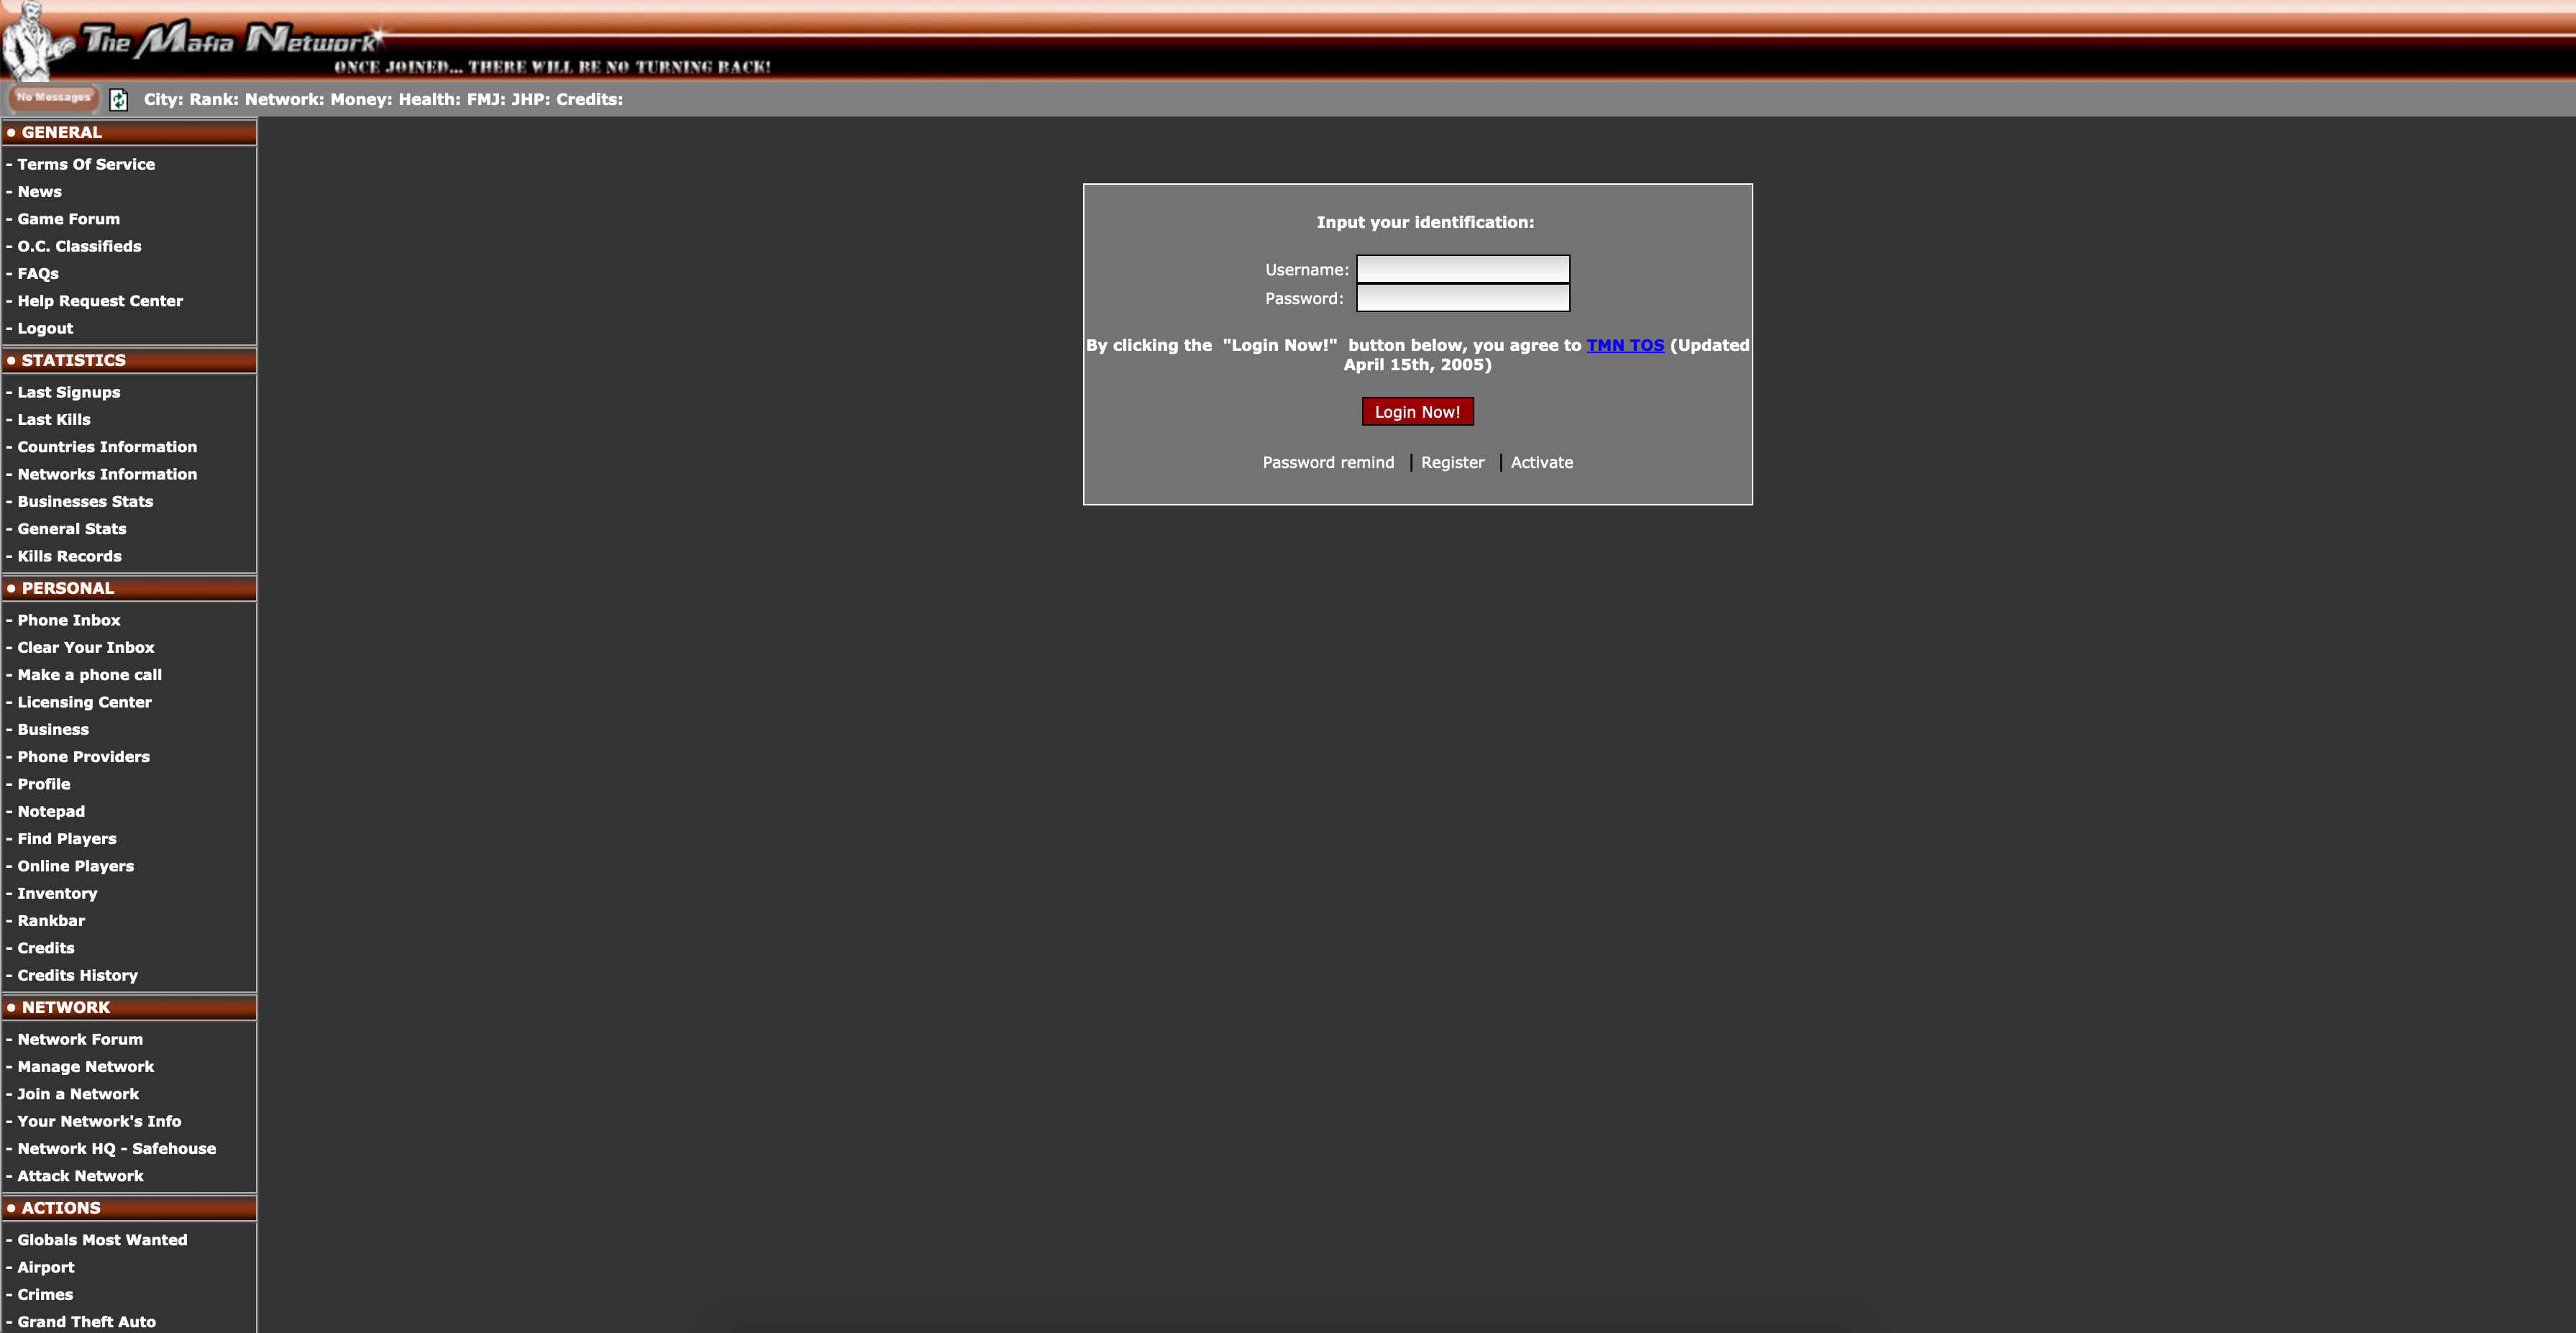 The Mafia Network
ONCE JOINED... THERE WILL BE NO TURNING BACK!
No Messages
City: Rank: Network: Money: Health: FMJ: JHP: Credits:
• GENERAL
- Terms Of Service
- News
- Game Forum
- O.C. Classifieds
- FAQs
- Help Request Center
- Logout
• STATISTICS
- Last Signups
- Last Kills
- Countries Information
- Networks Information
- Businesses Stats
- General Stats
- Kills Records
• PERSONAL
- Phone Inbox
- Clear Your Inbox
- Make a phone call
- Licensing Center
- Business
- Phone Providers
- Profile
- Notepad
- Find Players
- Online Players
- Inventory
- Rankbar
- Credits
- Credits History
• NETWORK
- Network Forum
- Manage Network
- Join a Network
- Your Network's Info
- Network HQ - Safehouse
- Attack Network
• ACTIONS
- Globals Most Wanted
- Airport
- Crimes
- Grand Theft Auto
Input your identification:
Username:
Password:
By clicking the "Login Now!" button below, you agree to TMN TOS (Updated
April 15th, 2005)
Login Now!
Password remind | Register | Activate